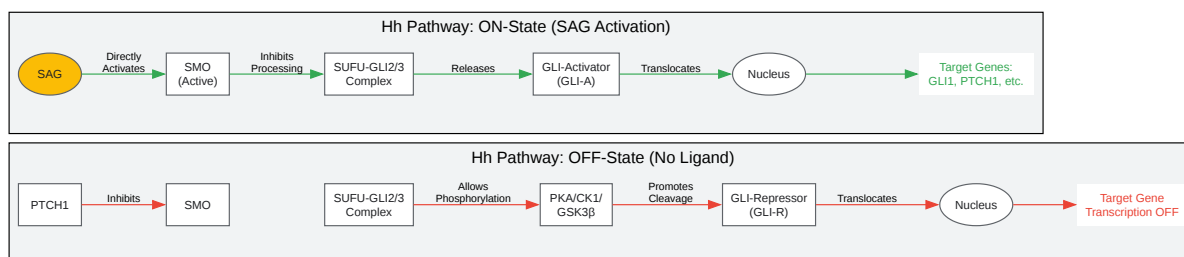 Hh Pathway: ON-State (SAG Activation)
SAG
Directly
Activates
SMO
(Active)
Inhibits
Processing
SUFU-GLI2/3
Complex
Releases
GLI-Activator
(GLI-A)
Translocates
Nucleus
Target Genes:
GLI1, PTCH1, etc.
Hh Pathway: OFF-State (No Ligand)
PTCH1
Inhibits
SMO
SUFU-GLI2/3
Complex
Allows
Phosphorylation
PKA/CK1/
GSK3β
Promotes
Cleavage
GLI-Repressor
(GLI-R)
Translocates
Nucleus
Target Gene
Transcription OFF